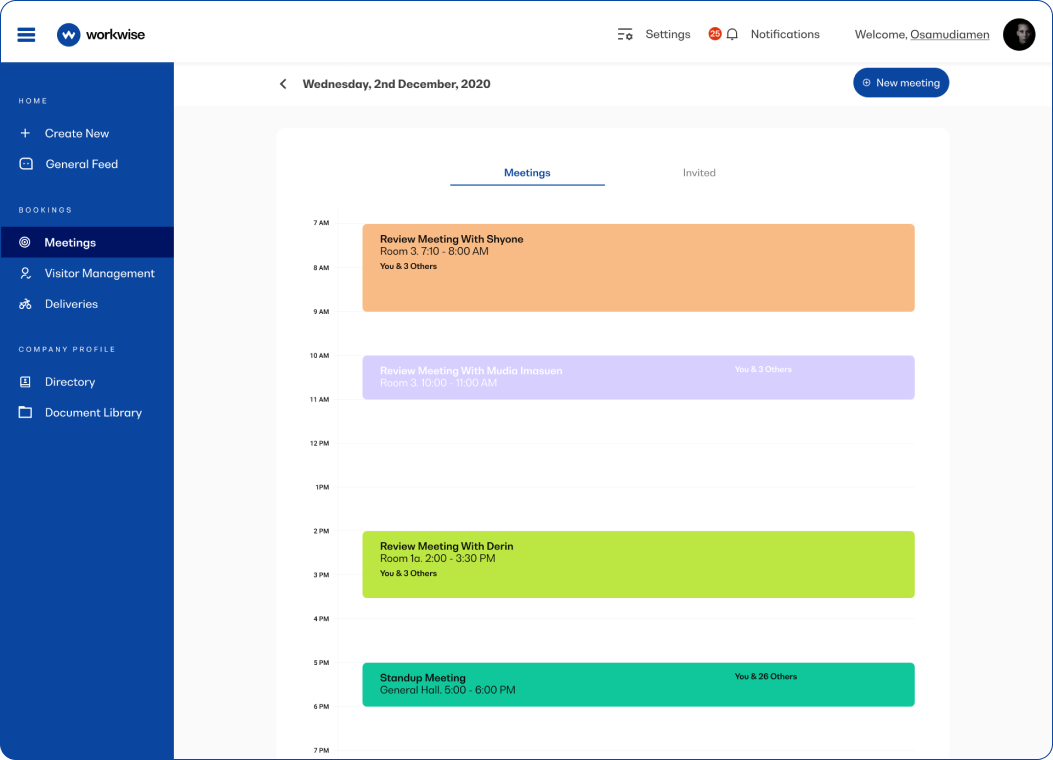 workwise
Settings
25
Notifications
Welcome, Osamudiamen
HOME
Create New
General Feed
BOOKINGS
Meetings
Visitor Management
Deliveries
COMPANY PROFILE
Directory
Document Library
Wednesday, 2nd December, 2020
New meeting
Meetings
Invited
7 AM
Review Meeting With Shyone
Room 3. 7:10 - 8:00 AM
You & 3 Others
8 AM
9 AM
10 AM
Review Meeting With Mudia Imasuen
Room 3. 10:00 - 11:00 AM
You & 3 Others
11 AM
12 PM
1PM
2 PM
Review Meeting With Derin
Room 1a. 2:00 - 3:30 PM
You & 3 Others
3 PM
4 PM
5 PM
Standup Meeting
General Hall. 5:00 - 6:00 PM
You & 26 Others
6 PM
7 PM